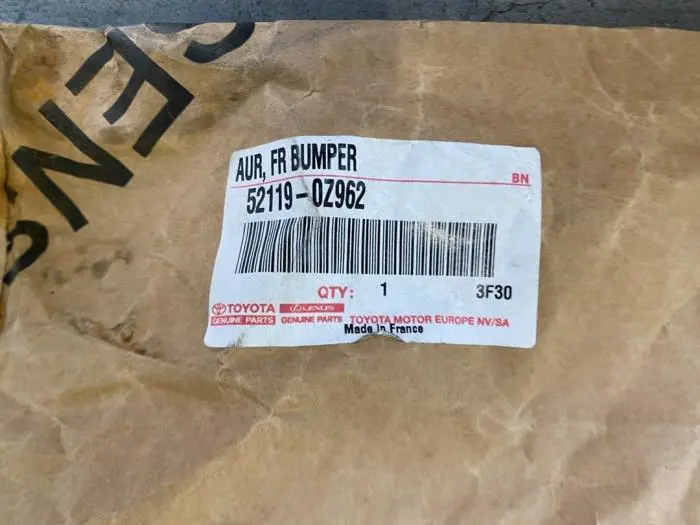 GENS
AUR, FR BUMPER
BN
52119-0Z962
QTY: 1 3F30
TOYOTA LEXUS
GENUINE PARTS GENUINE PARTS TOYOTA MOTOR EUROPE NV/SA
Made in France